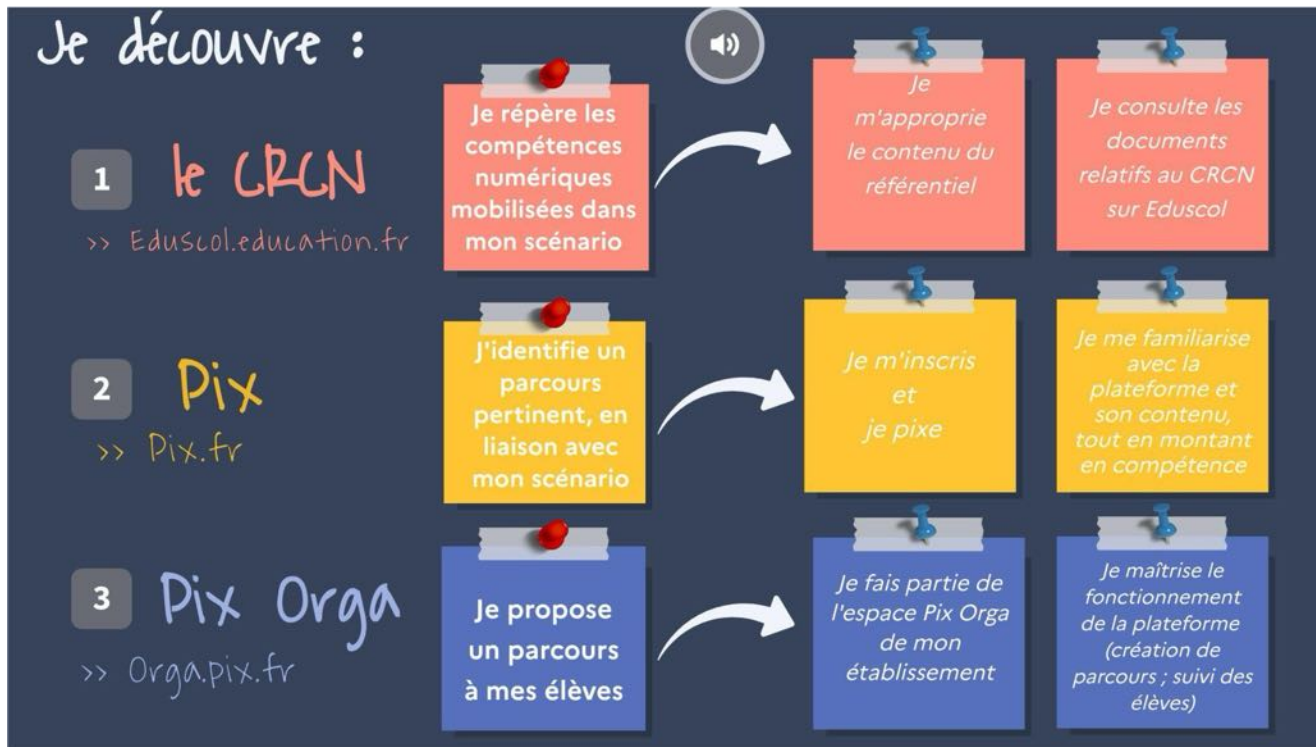 Je découvre :
1
le CRCN
>> Eduscol.education.fr
Je répère les
compétences
numériques
mobilisées dans
mon scénario
Je
m'approprie
le contenu du
référentiel
Je consulte les
documents
relatifs au CRCN
sur Eduscol
2
Pix
>> Pix.fr
J'identifie un
parcours
pertinent, en
liaison avec
mon scénario
Je m'inscris
et
je pixe
Je me familiarise
avec la
plateforme et
son contenu,
tout en montant
en compétence
3
Pix Orga
>> Orga.pix.fr
Je propose
un parcours
à mes élèves
Je fais partie de
l'espace Pix Orga
de mon
établissement
Je maîtrise le
fonctionnement
de la plateforme
(création de
parcours ; suivi des
élèves)